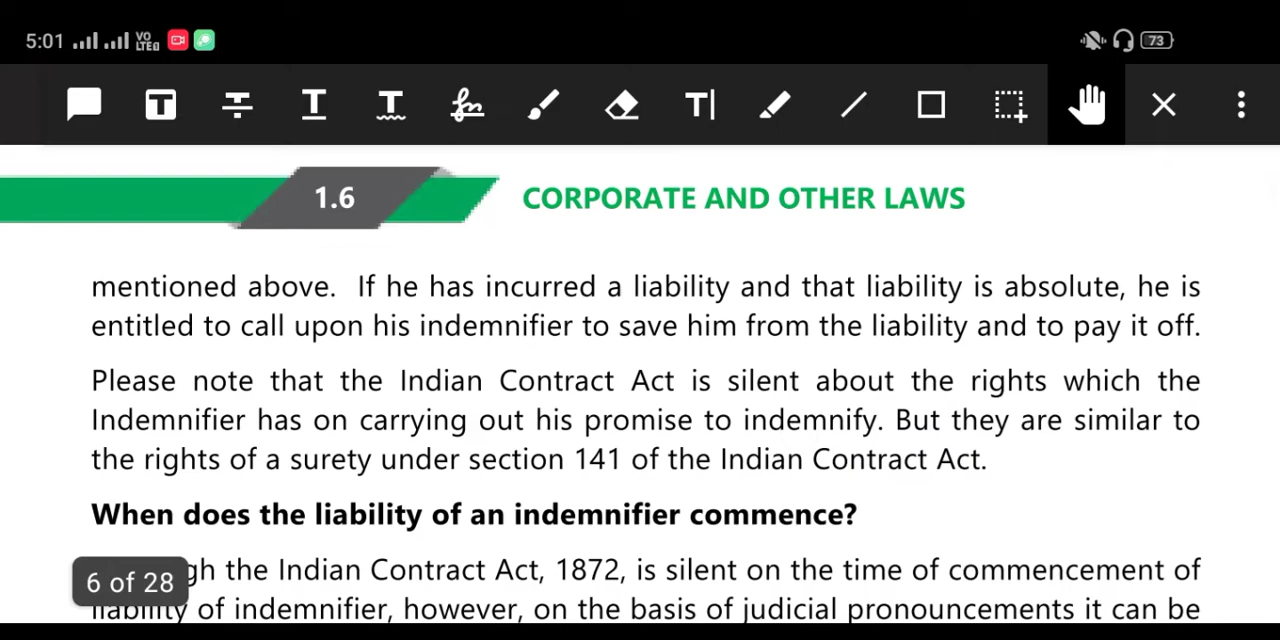 5:01 VO LTE 73
T T T T T|
1.6 CORPORATE AND OTHER LAWS
mentioned above. If he has incurred a liability and that liability is absolute, he is
entitled to call upon his indemnifier to save him from the liability and to pay it off.
Please note that the Indian Contract Act is silent about the rights which the
Indemnifier has on carrying out his promise to indemnify. But they are similar to
the rights of a surety under section 141 of the Indian Contract Act.
When does the liability of an indemnifier commence?
6 of 28 gh the Indian Contract Act, 1872, is silent on the time of commencement of
liability of indemnifier, however, on the basis of judicial pronouncements it can be